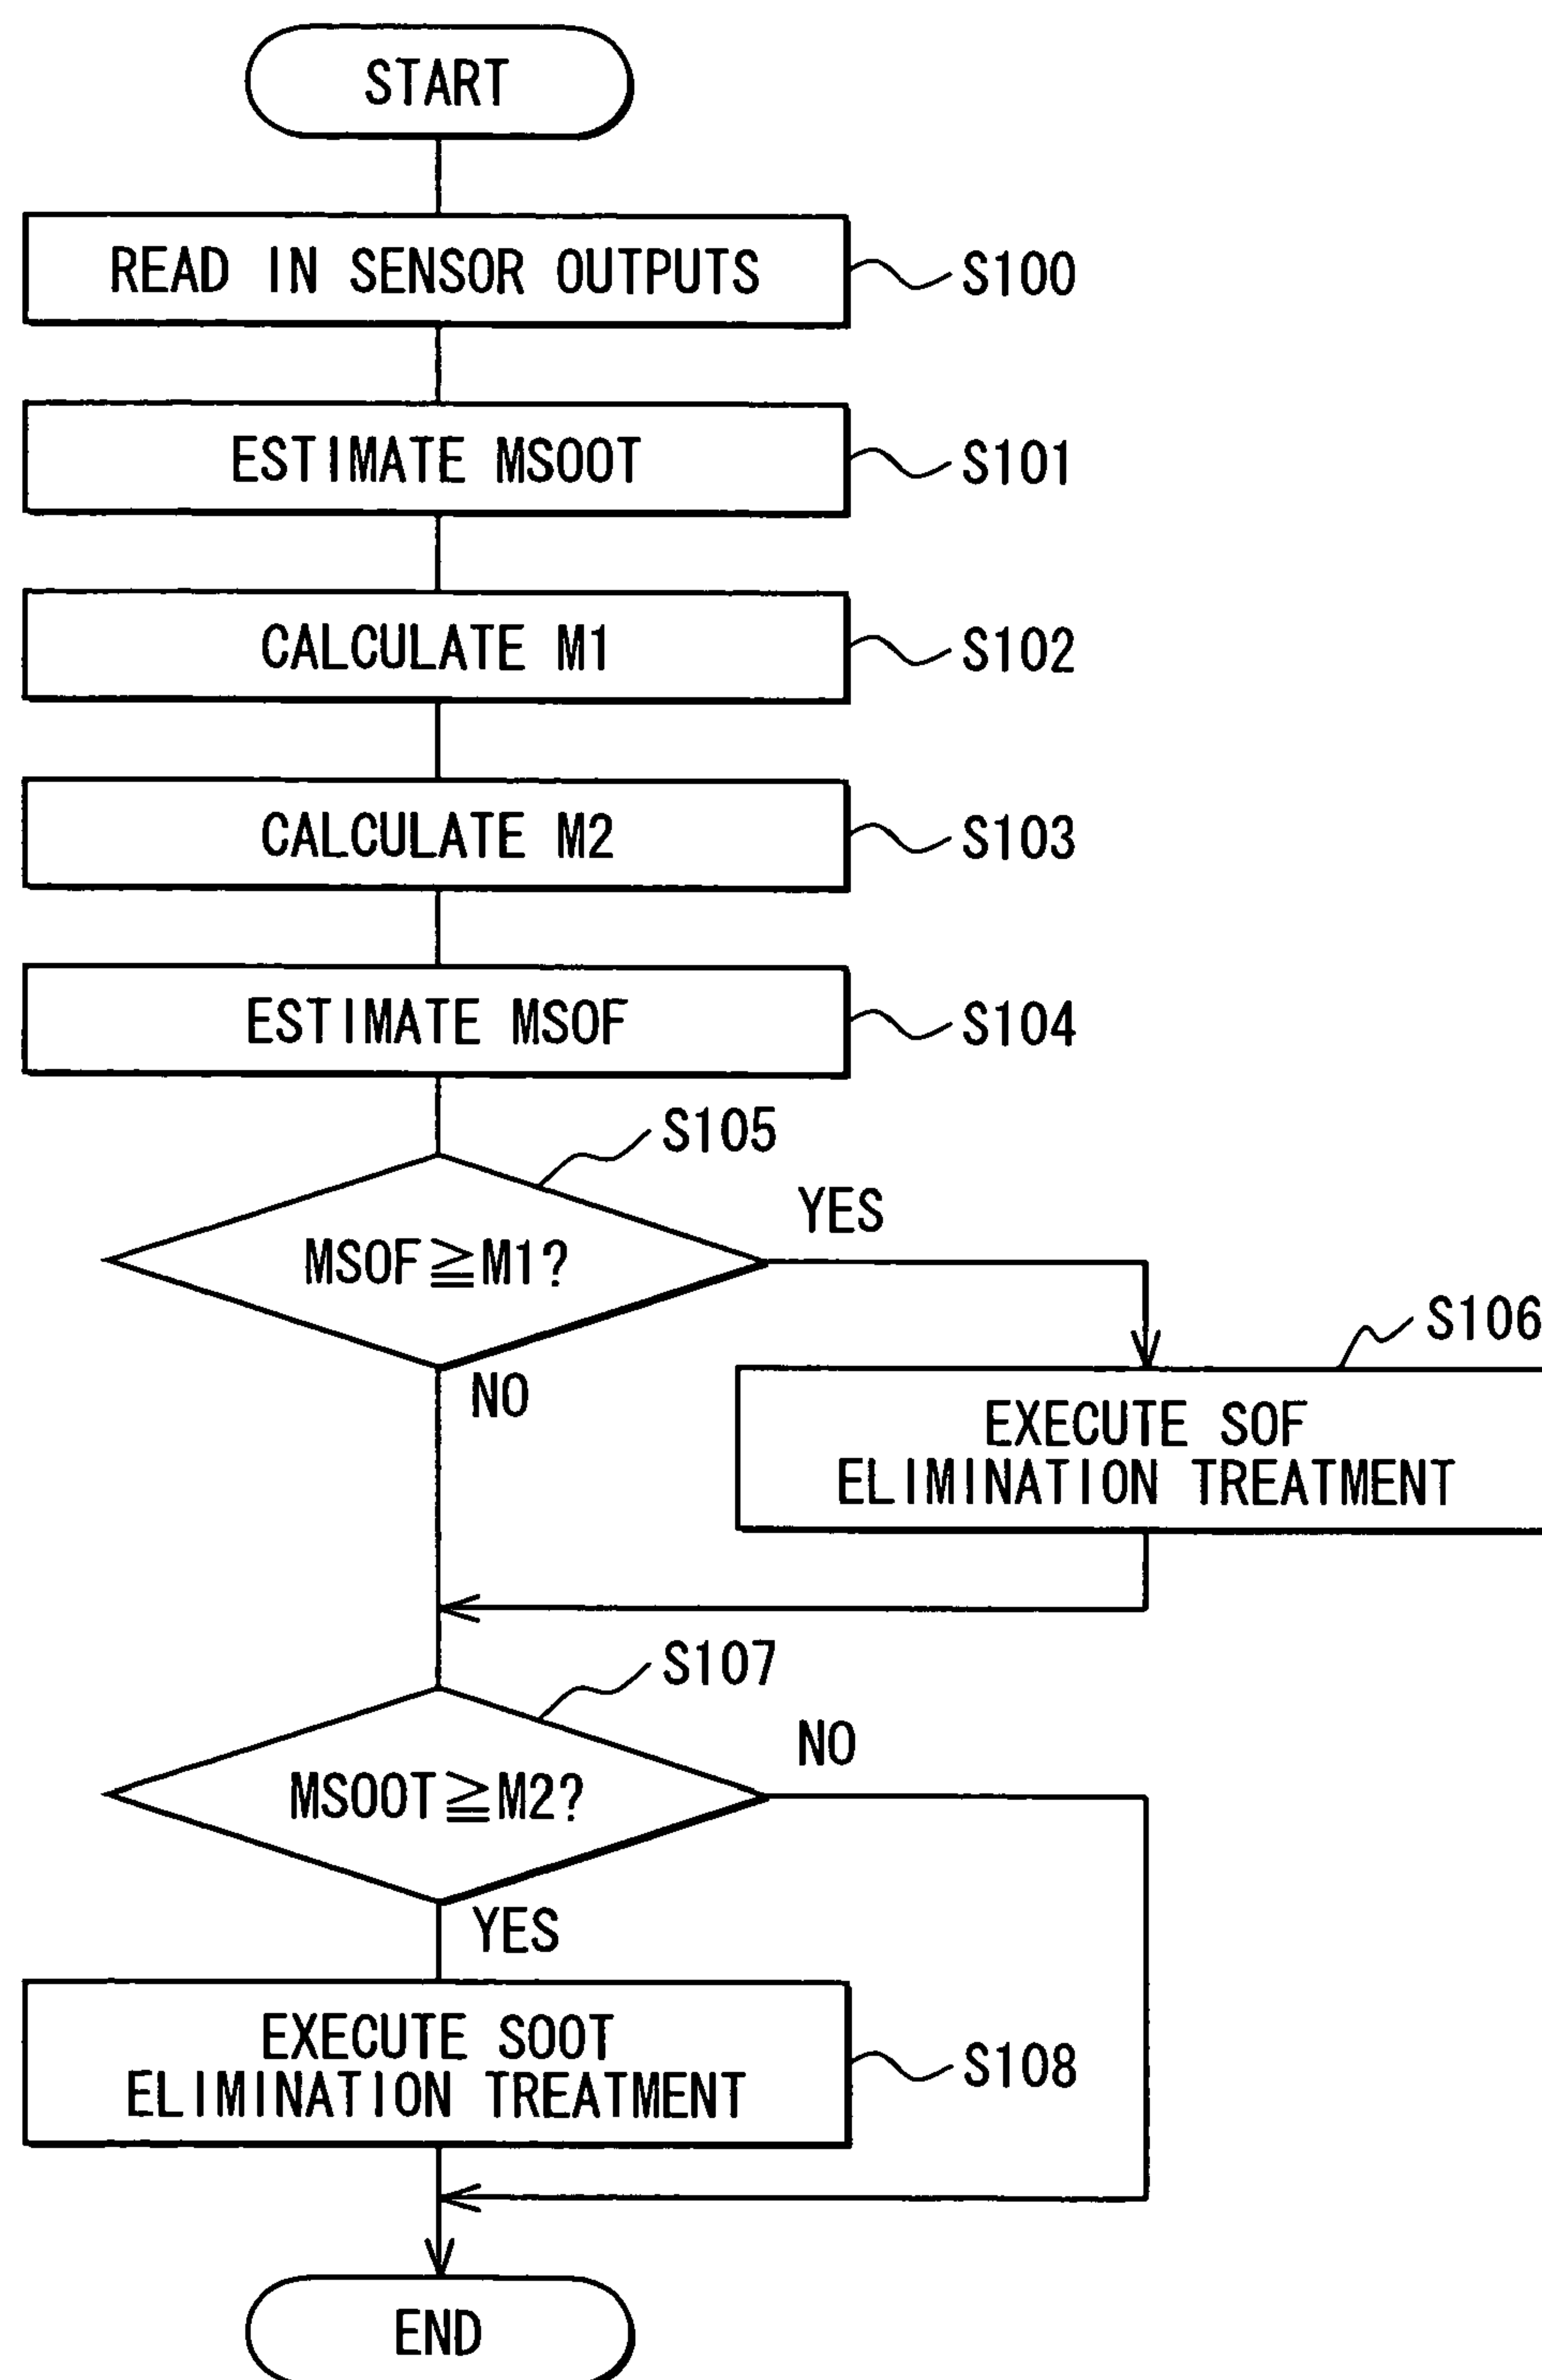 START
READ IN SENSOR OUTPUTS
S100
ESTIMATE MSOOT
S101
CALCULATE M1
S102
CALCULATE M2
S103
ESTIMATE MSOF
S104
S105
MSOF≧M1?
YES
NO
S106
EXECUTE SOF
ELIMINATION TREATMENT
S107
MSOOT≧M2?
NO
YES
EXECUTE SOOT
ELIMINATION TREATMENT
S108
END